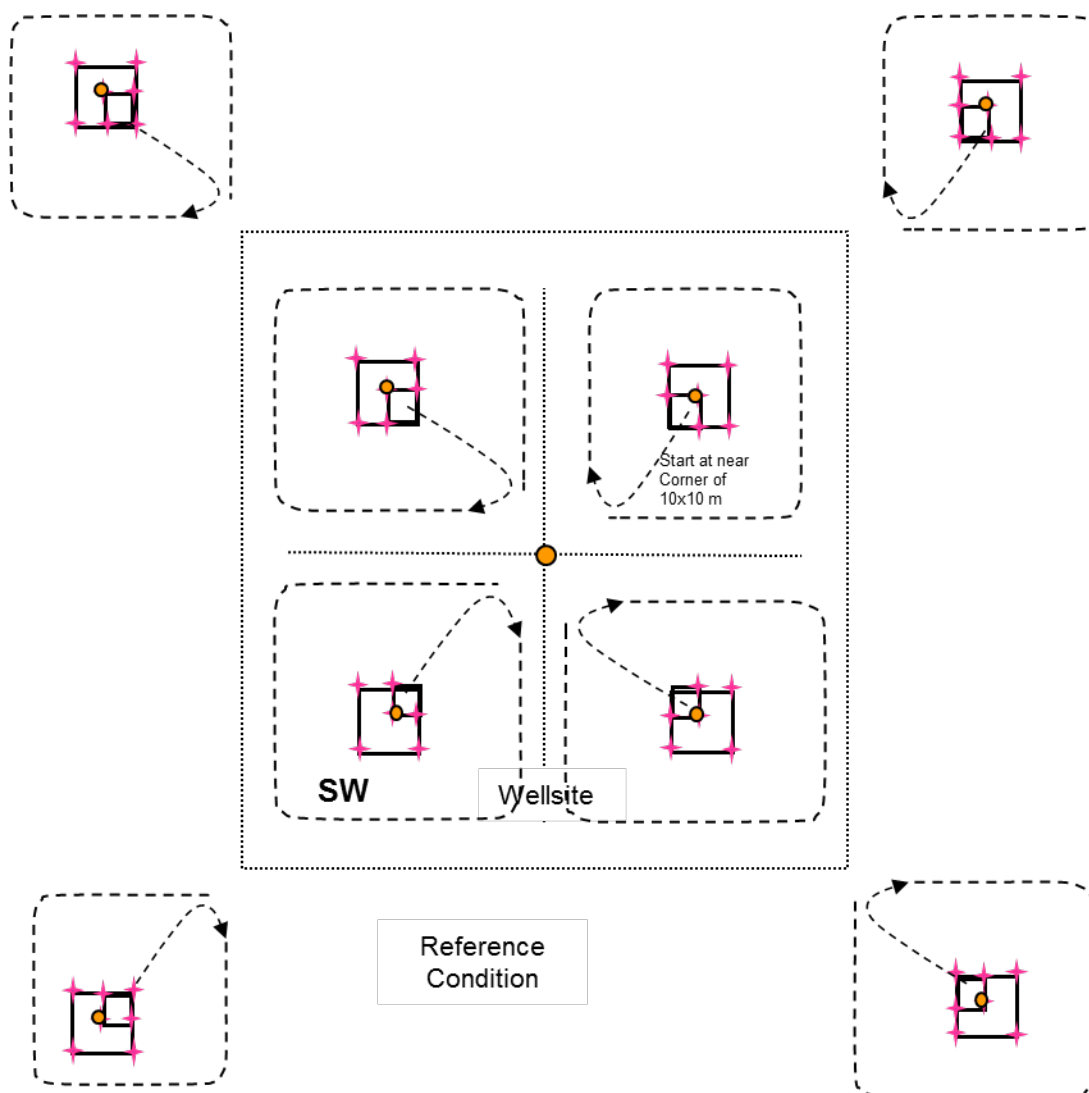 Start at near
Corner of
10x10 m
SW
Wellsite
Reference
Condition